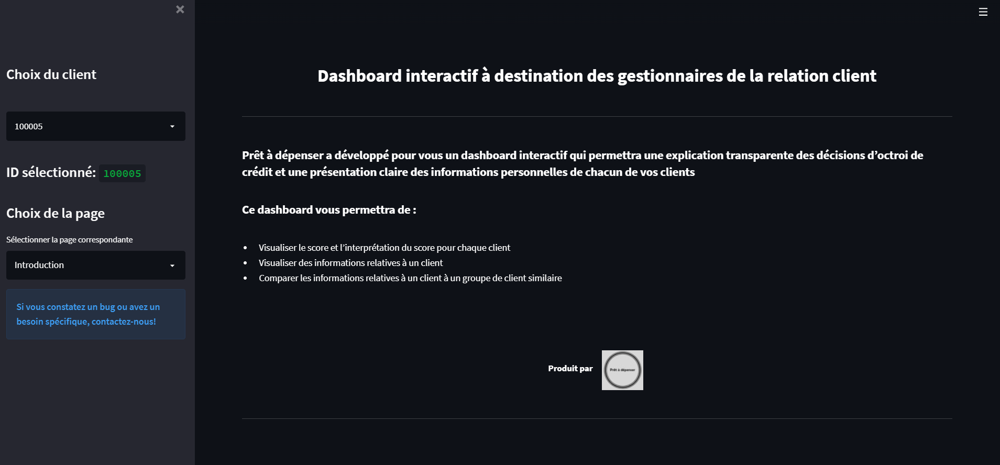 Choix du client
100005
ID sélectionné: 100005
Choix de la page
Sélectionner la page correspondante
Introduction
Si vous constatez un bug ou avez un
besoin spécifique, contactez-nous!
Dashboard interactif à destination des gestionnaires de la relation client
Prêt à dépenser a développé pour vous un dashboard interactif qui permettra une explication transparente des décisions d’octroi de
crédit et une présentation claire des informations personnelles de chacun de vos clients
Ce dashboard vous permettra de :
• Visualiser le score et l’interprétation du score pour chaque client
• Visualiser des informations relatives à un client
• Comparer les informations relatives à un client à un groupe de client similaire
Produit par
Prêt à dépenser